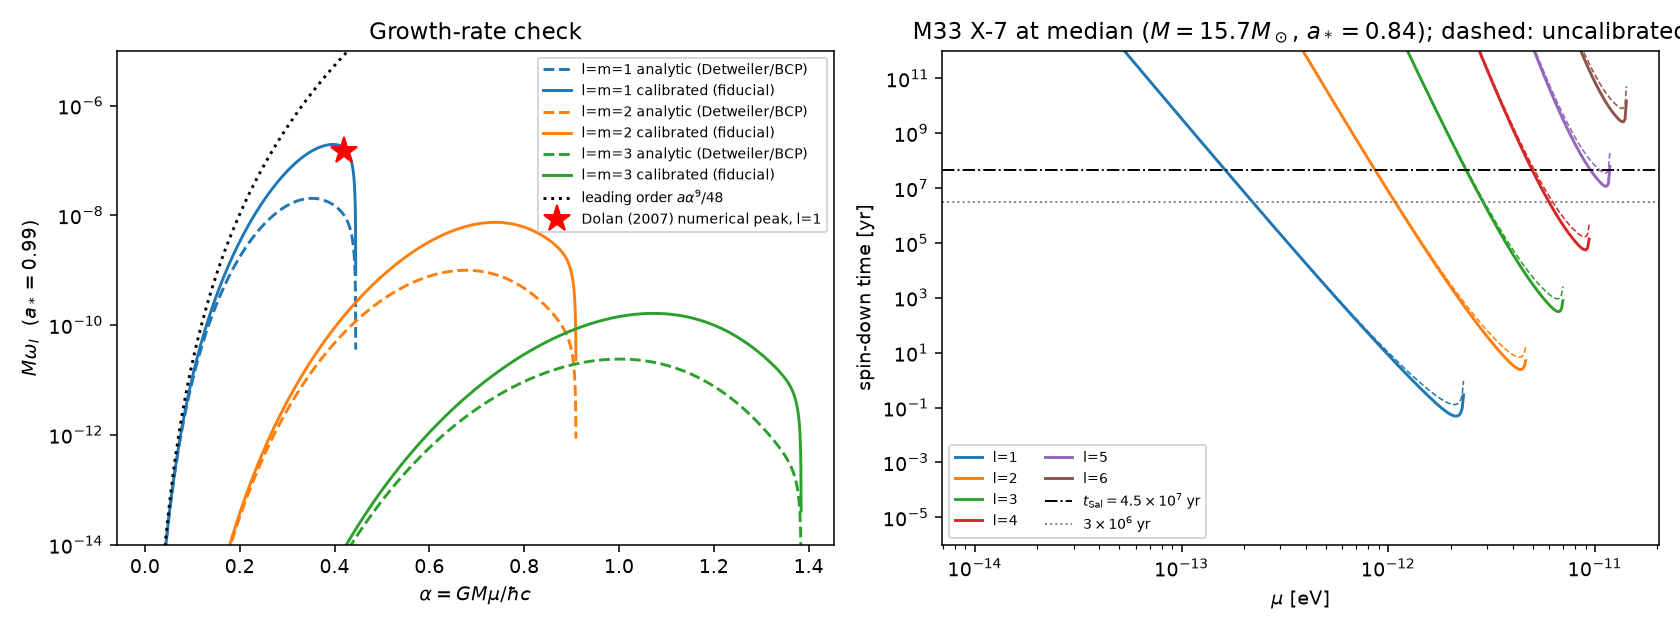 Growth-rate check
Mω_I (a_* = 0.99)
10⁻⁶
10⁻⁸
10⁻¹⁰
10⁻¹²
10⁻¹⁴
l=m=1 analytic (Detweiler/BCP)
l=m=1 calibrated (fiducial)
l=m=2 analytic (Detweiler/BCP)
l=m=2 calibrated (fiducial)
l=m=3 analytic (Detweiler/BCP)
l=m=3 calibrated (fiducial)
leading order aα⁹/48
Dolan (2007) numerical peak, l=1
0.0 0.2 0.4 0.6 0.8 1.0 1.2 1.4
α = GMμ/ħc
M33 X-7 at median (M = 15.7M_⊙, a_* = 0.84); dashed: uncalibrated
spin-down time [yr]
10¹¹
10⁹
10⁷
10⁵
10³
10¹
10⁻¹
10⁻³
10⁻⁵
l=1
l=2
l=3
l=4
l=5
l=6
t_Sal = 4.5 × 10⁷ yr
3 × 10⁶ yr
10⁻¹⁴ 10⁻¹³ 10⁻¹² 10⁻¹¹
μ [eV]